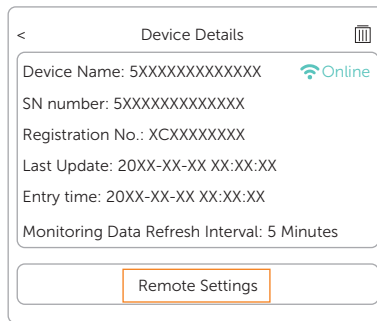 < Device Details
Device Name: 5XXXXXXXXXXXXX Online
SN number: 5XXXXXXXXXXXXX
Registration No.: XCXXXXXXXX
Last Update: 20XX-XX-XX XX:XX:XX
Entry time: 20XX-XX-XX XX:XX:XX
Monitoring Data Refresh Interval: 5 Minutes
Remote Settings